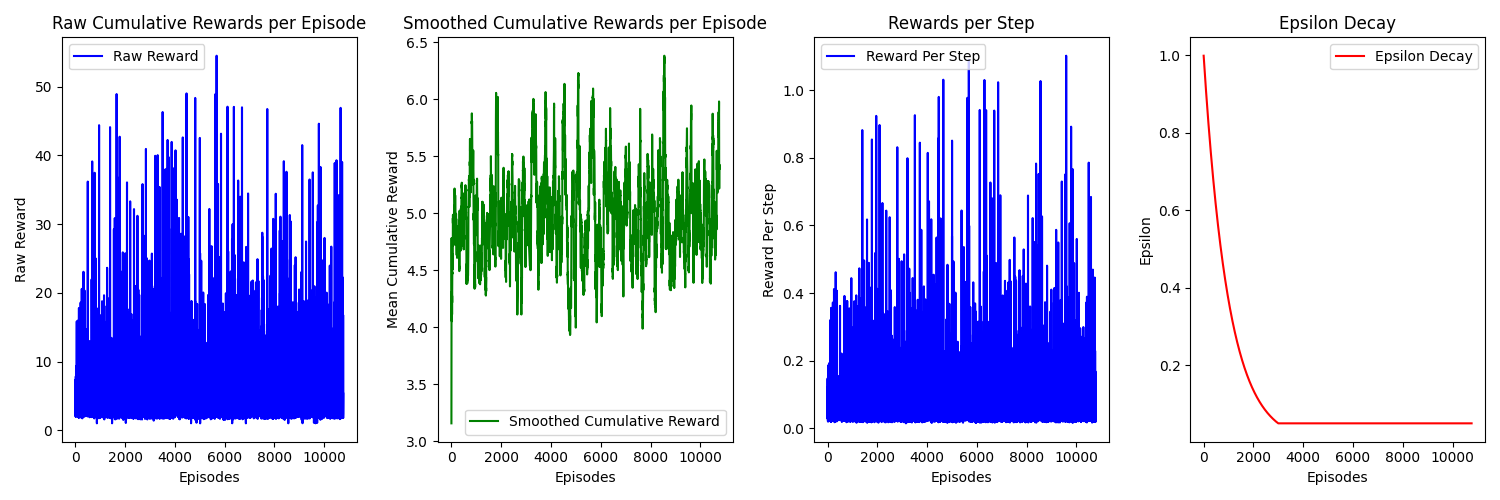 Raw Cumulative Rewards per Episode
Raw Reward
50
40
30
20
10
0
Raw Reward
0 2000 4000 6000 8000 10000
Episodes
Smoothed Cumulative Rewards per Episode
6.5
6.0
5.5
5.0
4.5
4.0
3.5
3.0
Mean Cumulative Reward
Smoothed Cumulative Reward
0 2000 4000 6000 8000 10000
Episodes
Rewards per Step
Reward Per Step
1.0
0.8
0.6
0.4
0.2
0.0
Reward Per Step
0 2000 4000 6000 8000 10000
Episodes
Epsilon Decay
Epsilon Decay
1.0
0.8
0.6
0.4
0.2
Epsilon
0 2000 4000 6000 8000 10000
Episodes